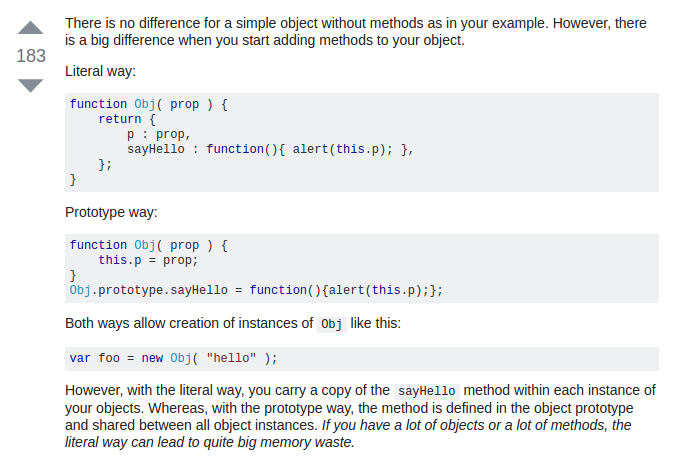 There is no difference for a simple object without methods as in your example. However, there
is a big difference when you start adding methods to your object.
183
Literal way:
function Obj( prop ) {
    return {
        p : prop,
        sayHello : function(){ alert(this.p); },
    };
}
Prototype way:
function Obj( prop ) {
    this.p = prop;
}
Obj.prototype.sayHello = function(){alert(this.p);};
Both ways allow creation of instances of Obj like this:
var foo = new Obj( "hello" );
However, with the literal way, you carry a copy of the sayHello method within each instance of
your objects. Whereas, with the prototype way, the method is defined in the object prototype
and shared between all object instances. If you have a lot of objects or a lot of methods, the
literal way can lead to quite big memory waste.